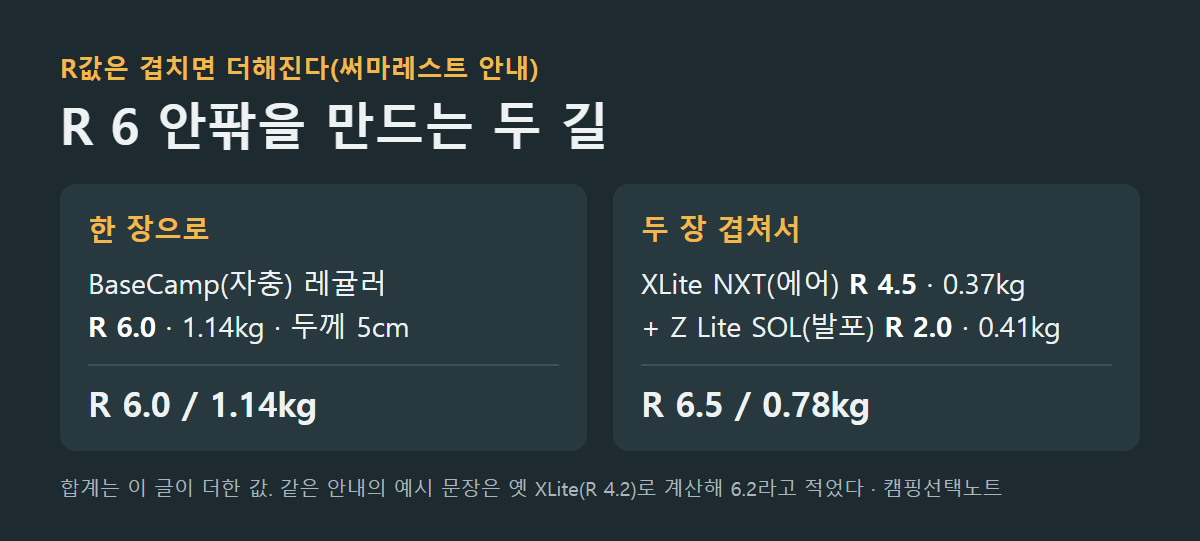 R값은 겹치면 더해진다(써마레스트 안내)
R 6 안팎을 만드는 두 길
한 장으로
BaseCamp(자충) 레귤러
R 6.0 · 1.14kg · 두께 5cm
R 6.0 / 1.14kg
두 장 겹쳐서
XLite NXT(에어) R 4.5 · 0.37kg
+ Z Lite SOL(발포) R 2.0 · 0.41kg
R 6.5 / 0.78kg
합계는 이 글이 더한 값. 같은 안내의 예시 문장은 옛 XLite(R 4.2)로 계산해 6.2라고 적었다 · 캠핑선택노트